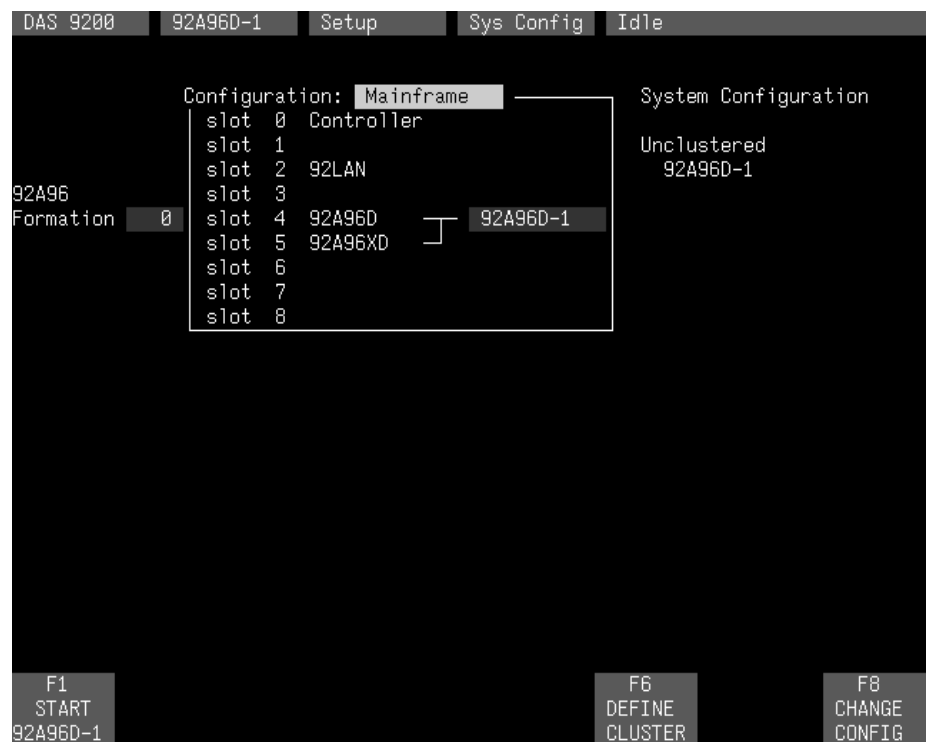 DAS 9200 92A96D-1 Setup Sys Config Idle
Configuration: Mainframe System Configuration
slot 0 Controller
slot 1 Unclustered
slot 2 92LAN 92A96D-1
92A96 slot 3
Formation 0 slot 4 92A96D 92A96D-1
slot 5 92A96XD
slot 6
slot 7
slot 8
F1 F6 F8
START DEFINE CHANGE
92A96D-1 CLUSTER CONFIG